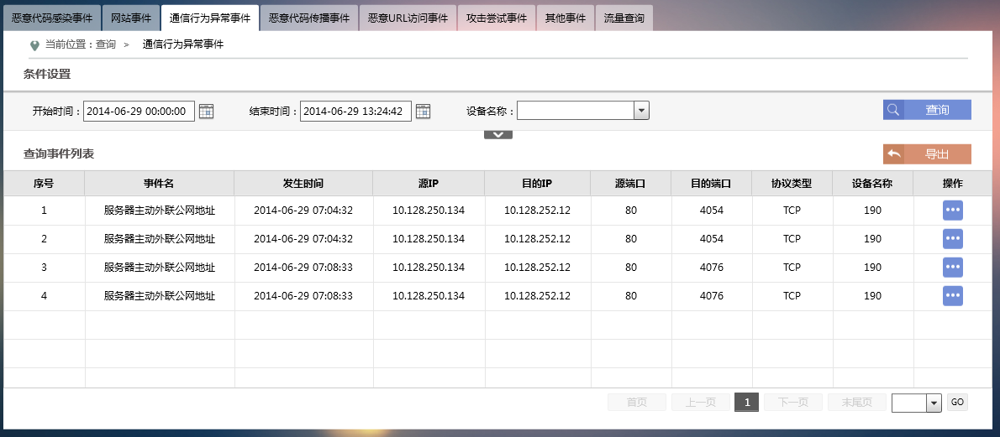 恶意代码感染事件 网站事件 通信行为异常事件 恶意代码传播事件 恶意URL访问事件 攻击尝试事件 其他事件 流量查询
当前位置：查询 > 通信行为异常事件
条件设置
开始时间：2014-06-29 00:00:00 结束时间：2014-06-29 13:24:42 设备名称： 查询
查询事件列表 导出
序号 事件名 发生时间 源IP 目的IP 源端口 目的端口 协议类型 设备名称 操作
1 服务器主动外联公网地址 2014-06-29 07:04:32 10.128.250.134 10.128.252.12 80 4054 TCP 190
2 服务器主动外联公网地址 2014-06-29 07:04:32 10.128.250.134 10.128.252.12 80 4054 TCP 190
3 服务器主动外联公网地址 2014-06-29 07:08:33 10.128.250.134 10.128.252.12 80 4076 TCP 190
4 服务器主动外联公网地址 2014-06-29 07:08:33 10.128.250.134 10.128.252.12 80 4076 TCP 190
首页 上一页 1 下一页 末尾页 GO